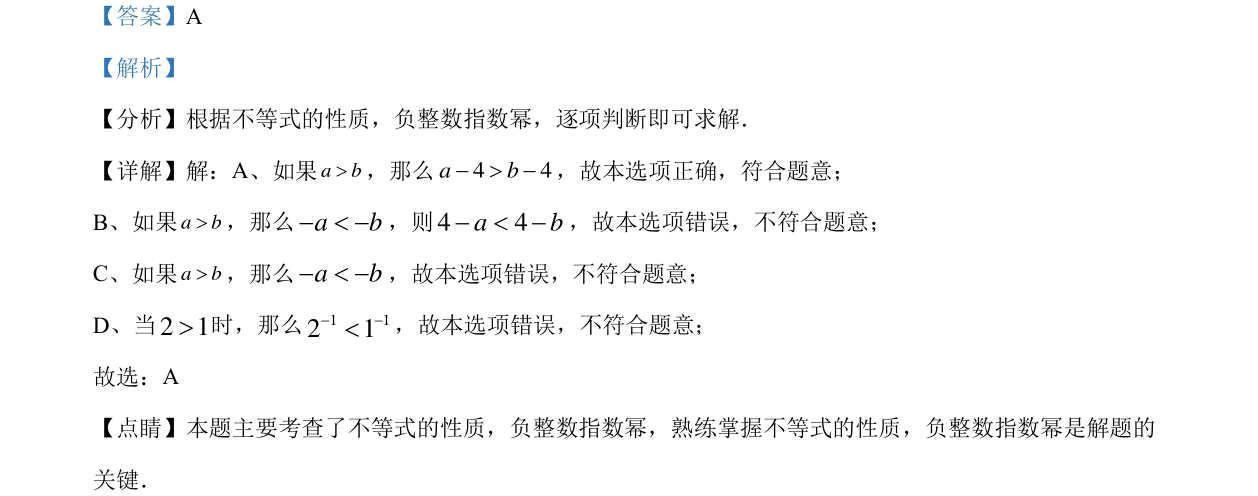 【答案】A
【解析】
【分析】根据不等式的性质，负整数指数幂，逐项判断即可求解．
【详解】解：A、如果 a > b ，那么 a − 4 > b − 4 ，故本选项正确，符合题意；
B、如果 a > b ，那么 −a < −b ，则 4 − a < 4 − b ，故本选项错误，不符合题意；
C、如果 a > b ，那么 −a < −b ，故本选项错误，不符合题意；
D、当 2 > 1 时，那么 2⁻¹ < 1⁻¹ ，故本选项错误，不符合题意；
故选：A
【点睛】本题主要考查了不等式的性质，负整数指数幂，熟练掌握不等式的性质，负整数指数幂是解题的
关键．